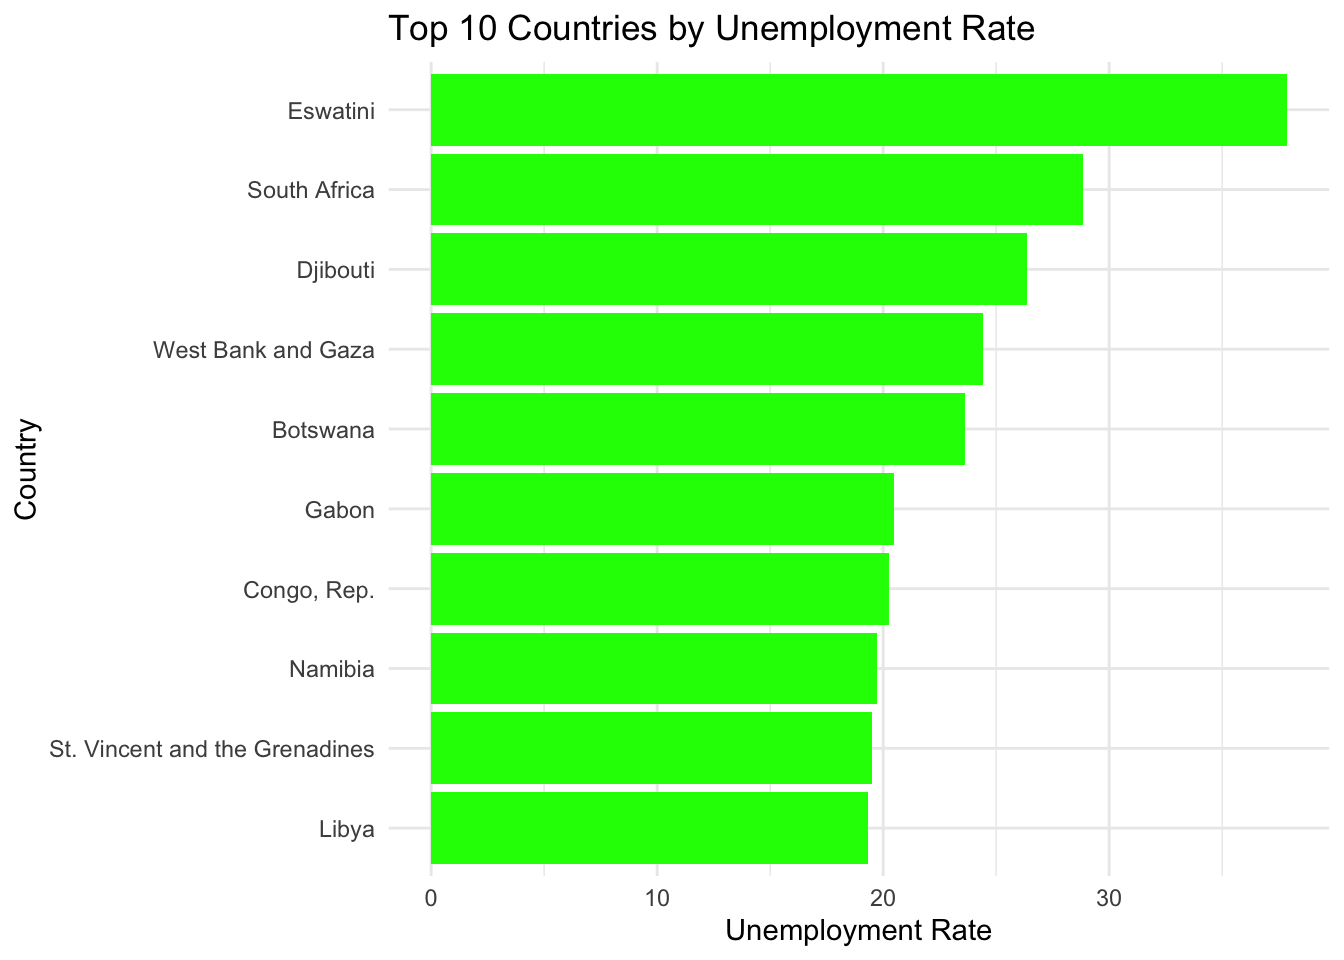 Top 10 Countries by Unemployment Rate
Eswatini
South Africa
Djibouti
West Bank and Gaza
Botswana
Gabon
Congo, Rep.
Namibia
St. Vincent and the Grenadines
Libya
Country
0 10 20 30
Unemployment Rate